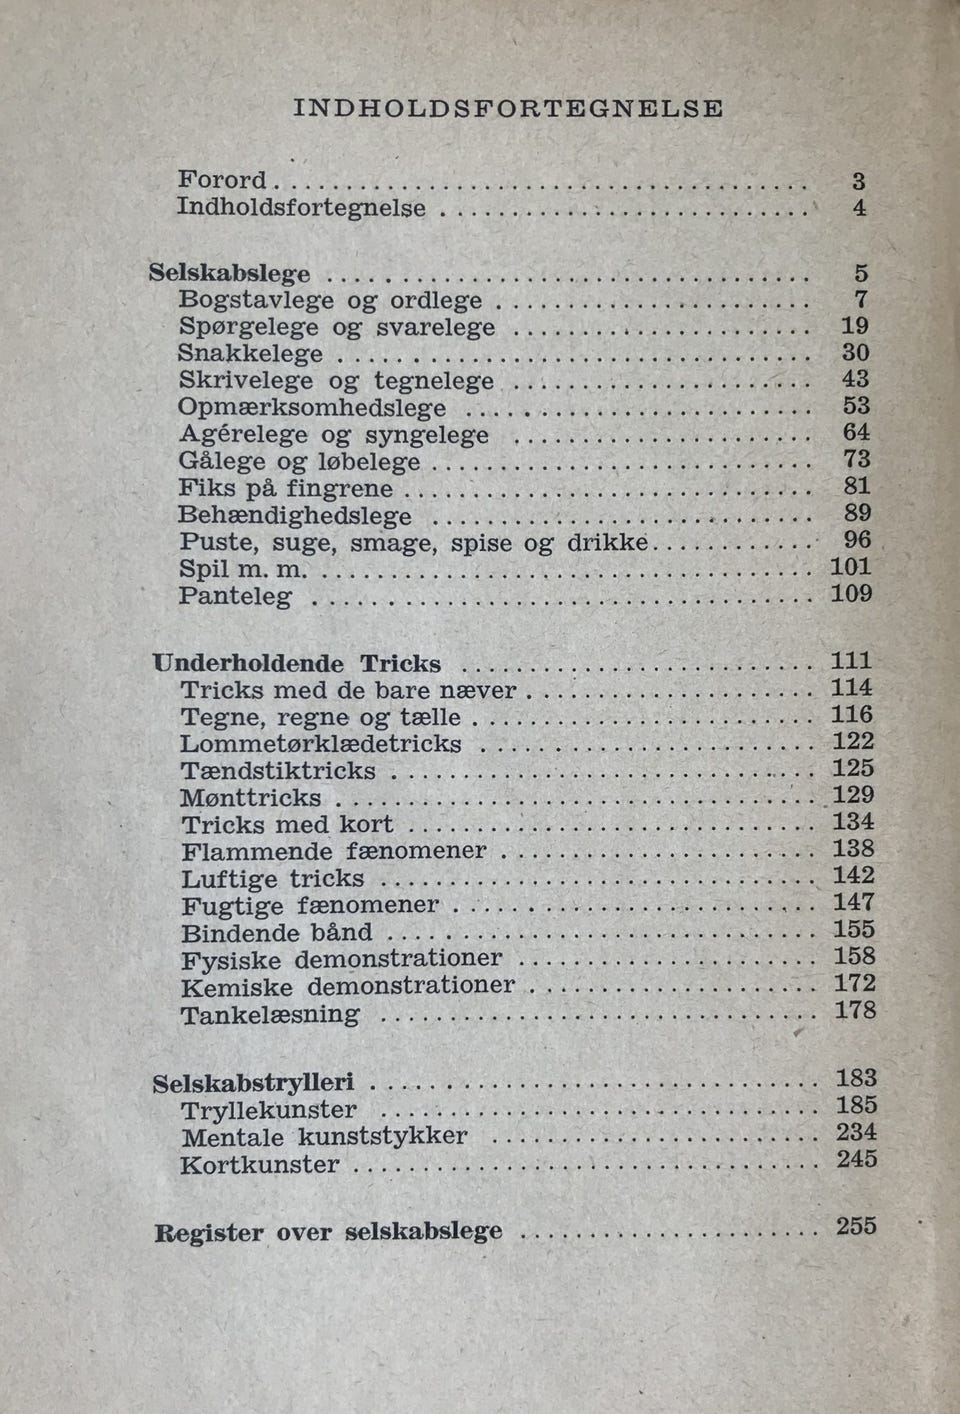 INDHOLDSFORTEGNELSE
Forord . . . . . . . . . . . . . . . . . . . . . . . . . . . . . . 3
Indholdsfortegnelse . . . . . . . . . . . . . . . . . . . . 4
Selskabslege . . . . . . . . . . . . . . . . . . . . . . . . . . 5
Bogstavlege og ordlege . . . . . . . . . . . . . . . . . 7
Spørgelege og svarelege . . . . . . . . . . . . . . . . 19
Snakkelege . . . . . . . . . . . . . . . . . . . . . . . . . . 30
Skrivelege og tegnelege . . . . . . . . . . . . . . . . 43
Opmærksomhedslege . . . . . . . . . . . . . . . . . . . 53
Agérelege og syngelege . . . . . . . . . . . . . . . . 64
Gålege og løbelege . . . . . . . . . . . . . . . . . . . . 73
Fiks på fingrene . . . . . . . . . . . . . . . . . . . . . . 81
Behændighedslege . . . . . . . . . . . . . . . . . . . . 89
Puste, suge, smage, spise og drikke . . . . . . . . . 96
Spil m. m. . . . . . . . . . . . . . . . . . . . . . . . . . . 101
Panteleg . . . . . . . . . . . . . . . . . . . . . . . . . . . 109
Underholdende Tricks . . . . . . . . . . . . . . . . . . . 111
Tricks med de bare næver . . . . . . . . . . . . . . . . 114
Tegne, regne og tælle . . . . . . . . . . . . . . . . . . 116
Lommetørklædetricks . . . . . . . . . . . . . . . . . . 122
Tændstiktricks . . . . . . . . . . . . . . . . . . . . . . . 125
Mønttricks . . . . . . . . . . . . . . . . . . . . . . . . . . 129
Tricks med kort . . . . . . . . . . . . . . . . . . . . . . 134
Flammende fænomener . . . . . . . . . . . . . . . . . 138
Luftige tricks . . . . . . . . . . . . . . . . . . . . . . . . 142
Fugtige fænomener . . . . . . . . . . . . . . . . . . . . 147
Bindende bånd . . . . . . . . . . . . . . . . . . . . . . . 155
Fysiske demonstrationer . . . . . . . . . . . . . . . . 158
Kemiske demonstrationer . . . . . . . . . . . . . . . . 172
Tankelæsning . . . . . . . . . . . . . . . . . . . . . . . . 178
Selskabstrylleri . . . . . . . . . . . . . . . . . . . . . . . . 183
Tryllekunster . . . . . . . . . . . . . . . . . . . . . . . . 185
Mentale kunststykker . . . . . . . . . . . . . . . . . . 234
Kortkunster . . . . . . . . . . . . . . . . . . . . . . . . . 245
Register over selskabslege . . . . . . . . . . . . . . . . 255